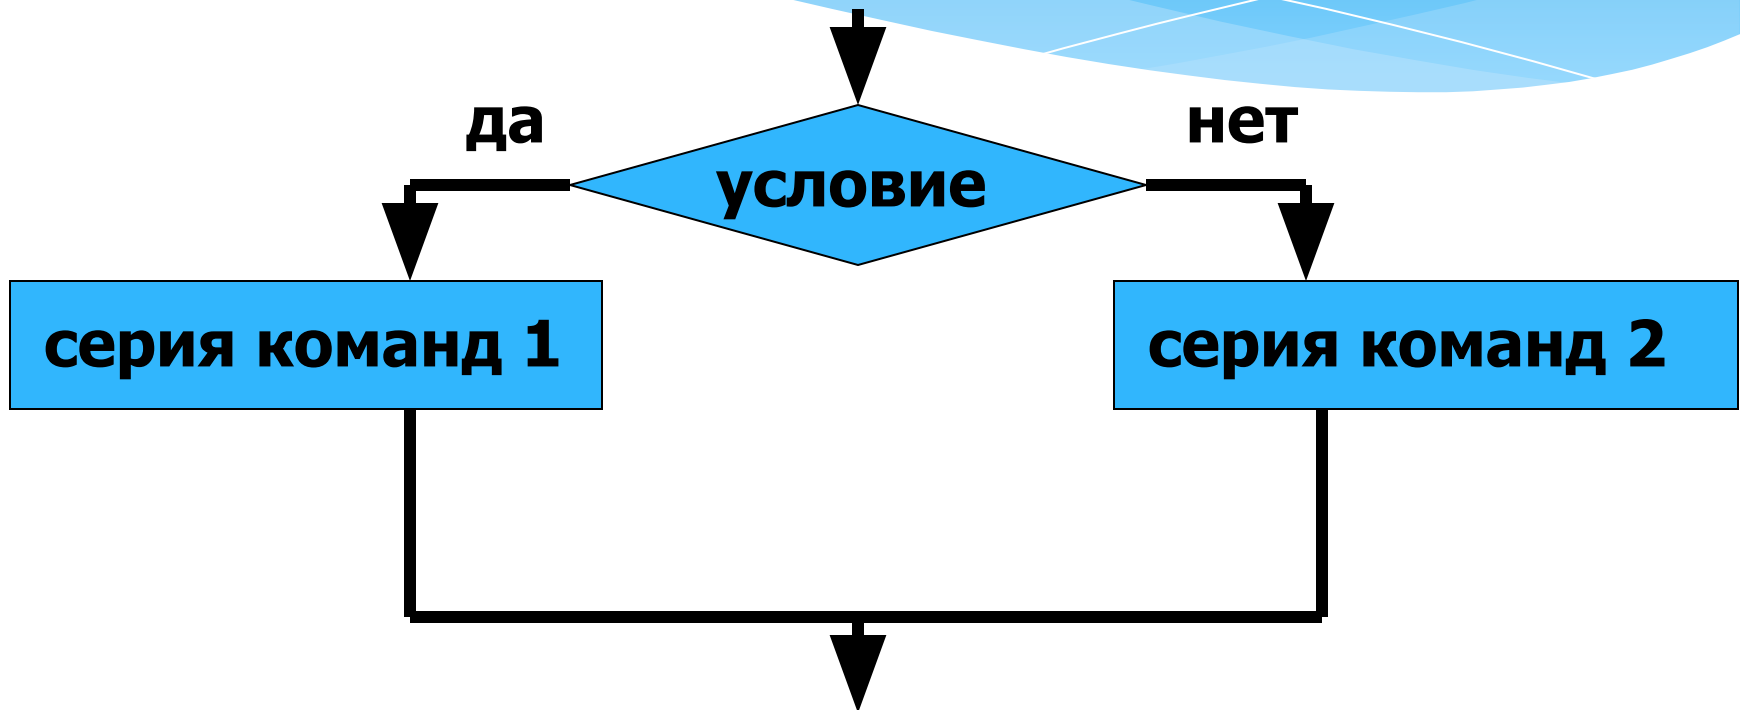 да
нет
условие
серия команд 1
серия команд 2